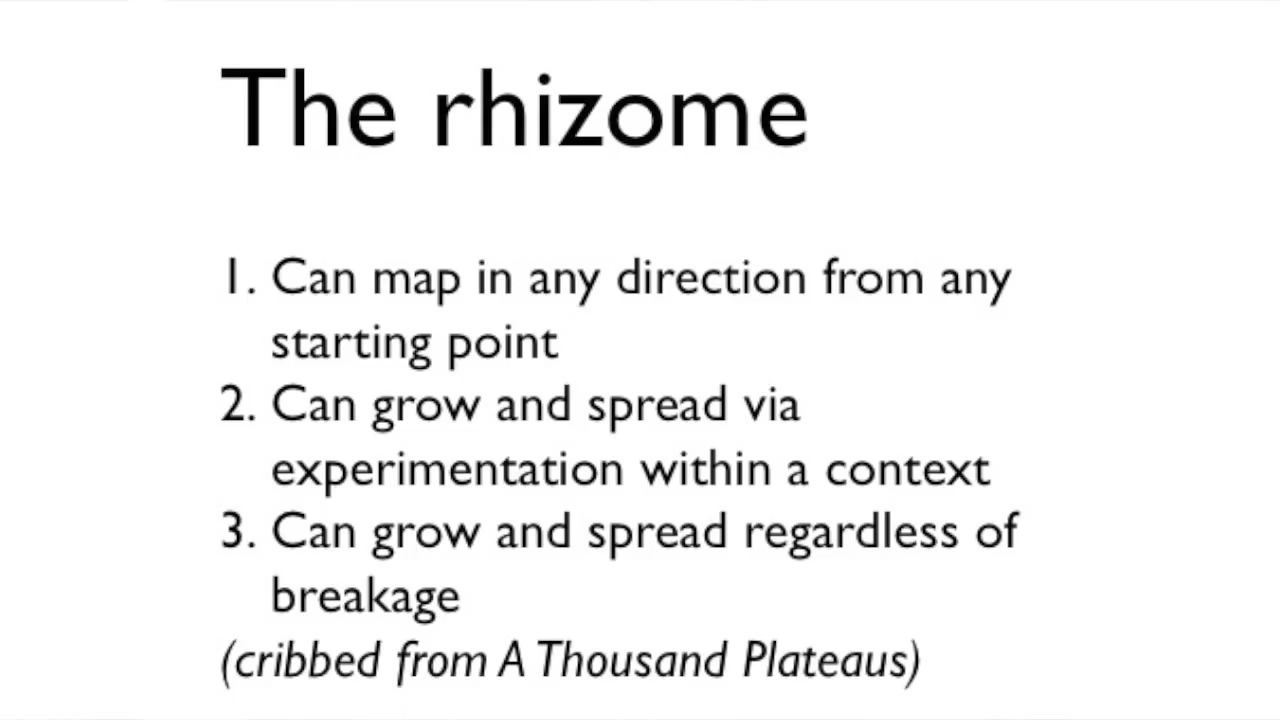 The rhizome
1. Can map in any direction from any
starting point
2. Can grow and spread via
experimentation within a context
3. Can grow and spread regardless of
breakage
(cribbed from A Thousand Plateaus)